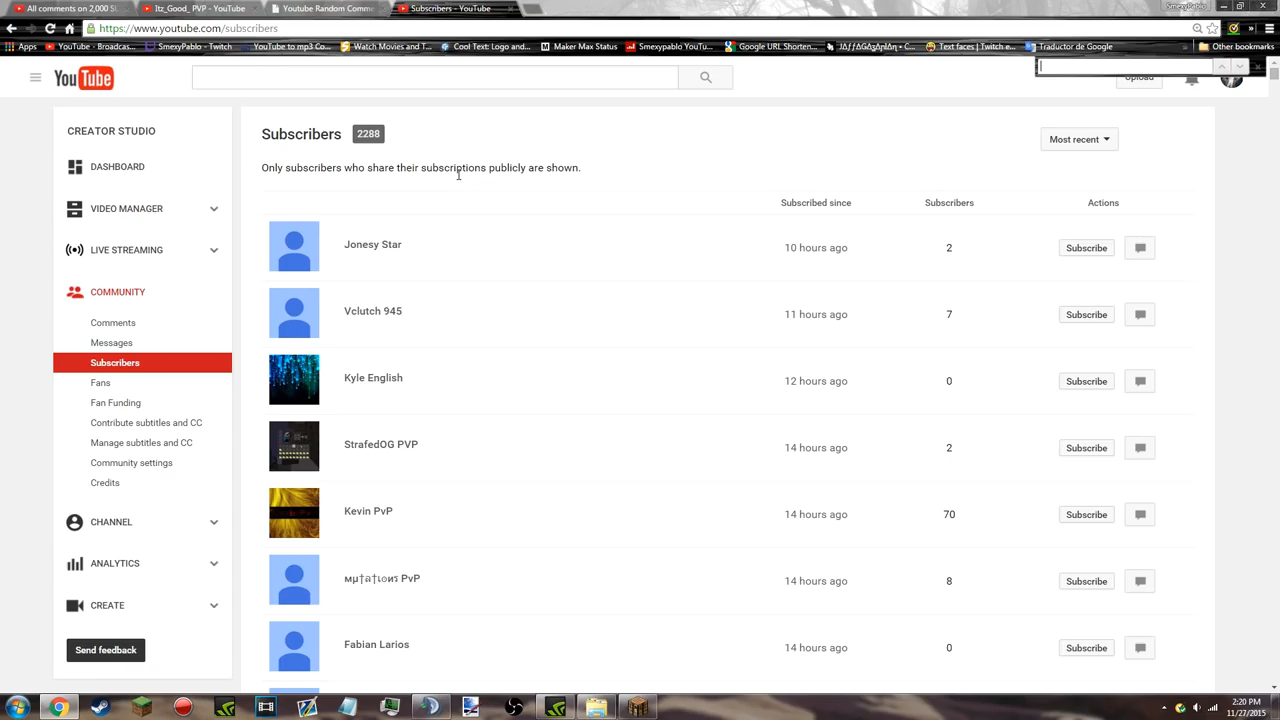 SmexyPablo
All comments on 2,000 Su
Itz_Good_PVP - YouTube
Youtube Random Comme
Subscribers - YouTube
https://www.youtube.com/subscribers
Apps
YouTube - Broadcas...
SmexyPablo - Twitch
YouTube to mp3 Co...
Watch Movies and T...
Cool Text: Logo and...
Maker Max Status
Smexypablo YouTu...
Google URL Shorten...
Text faces | Twitch e...
Traductor de Google
»
Other bookmarks
YouTube
Upload
CREATOR STUDIO
DASHBOARD
VIDEO MANAGER
LIVE STREAMING
COMMUNITY
Comments
Messages
Subscribers
Fans
Fan Funding
Contribute subtitles and CC
Manage subtitles and CC
Community settings
Credits
CHANNEL
ANALYTICS
CREATE
Send feedback
Subscribers 2288
Most recent
Only subscribers who share their subscriptions publicly are shown.
Subscribed since Subscribers Actions
Jonesy Star 10 hours ago 2 Subscribe
Vclutch 945 11 hours ago 7 Subscribe
Kyle English 12 hours ago 0 Subscribe
StrafedOG PVP 14 hours ago 2 Subscribe
Kevin PvP 14 hours ago 70 Subscribe
мµ†a†ιoиs PvP 14 hours ago 8 Subscribe
Fabian Larios 14 hours ago 0 Subscribe
2:20 PM
11/27/2015